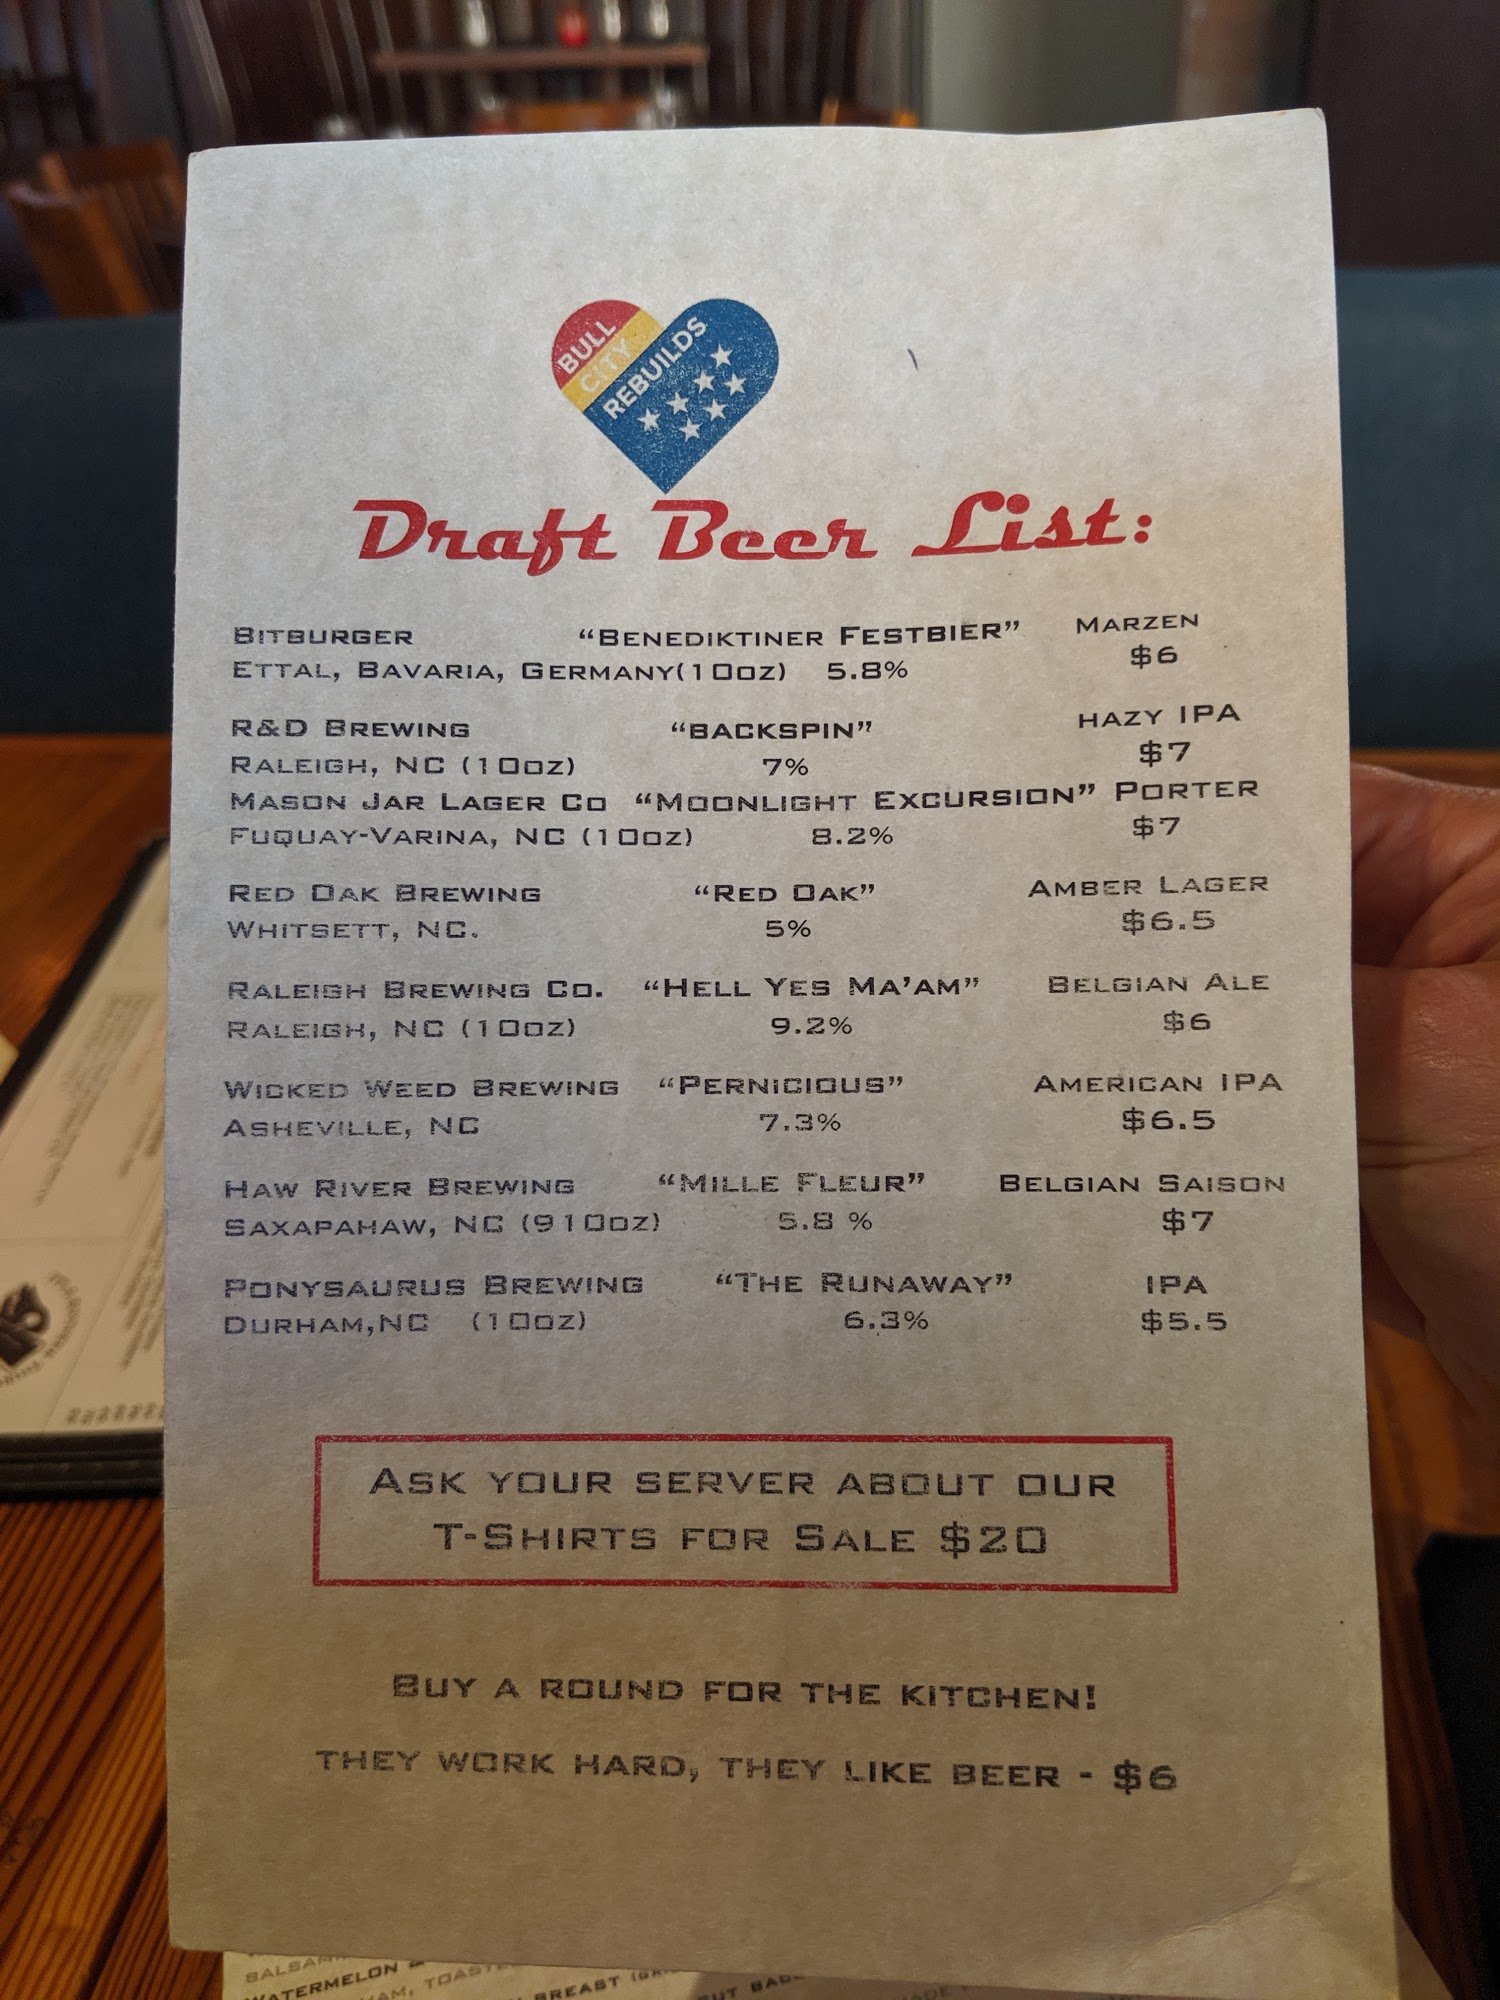 BULL
CITY
REBUILDS
Draft Beer List:
BITBURGER "BENEDIKTINER FESTBIER" MARZEN
ETTAL, BAVARIA, GERMANY(10OZ) 5.8% $6
R&D BREWING "BACKSPIN" HAZY IPA
RALEIGH, NC (10OZ) 7% $7
MASON JAR LAGER CO "MOONLIGHT EXCURSION" PORTER
FUQUAY-VARINA, NC (10OZ) 8.2% $7
RED OAK BREWING "RED OAK" AMBER LAGER
WHITSETT, NC. 5% $6.5
RALEIGH BREWING CO. "HELL YES MA'AM" BELGIAN ALE
RALEIGH, NC (10OZ) 9.2% $6
WICKED WEED BREWING "PERNICIOUS" AMERICAN IPA
ASHEVILLE, NC 7.3% $6.5
HAW RIVER BREWING "MILLE FLEUR" BELGIAN SAISON
SAXAPAHAW, NC (910OZ) 5.8 % $7
PONYSAURUS BREWING "THE RUNAWAY" IPA
DURHAM,NC (10OZ) 6.3% $5.5
ASK YOUR SERVER ABOUT OUR
T-SHIRTS FOR SALE $20
BUY A ROUND FOR THE KITCHEN!
THEY WORK HARD, THEY LIKE BEER - $6
WATERMELON &
BREAST